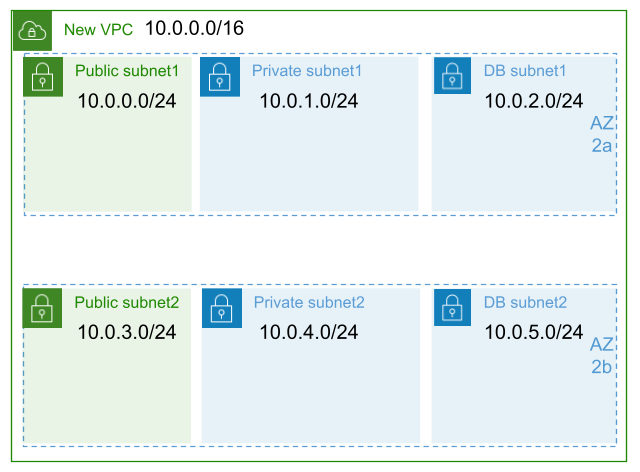 New VPC 10.0.0.0/16
Public subnet1
10.0.0.0/24
Private subnet1
10.0.1.0/24
DB subnet1
10.0.2.0/24
AZ
2a
Public subnet2
10.0.3.0/24
Private subnet2
10.0.4.0/24
DB subnet2
10.0.5.0/24
AZ
2b